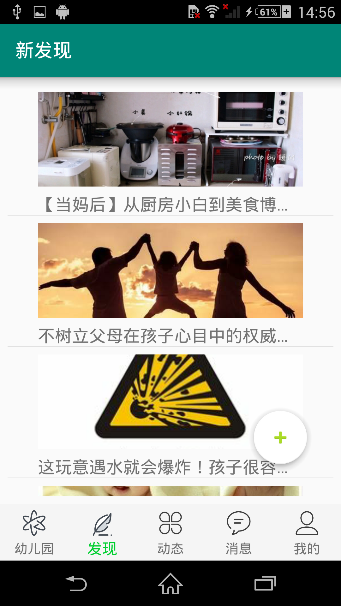 61%
14:56
新发现
photo by
【当妈后】从厨房小白到美食博...
不树立父母在孩子心目中的权威...
这玩意遇水就会爆炸！孩子很容...
+
幼儿园
发现
动态
消息
我的